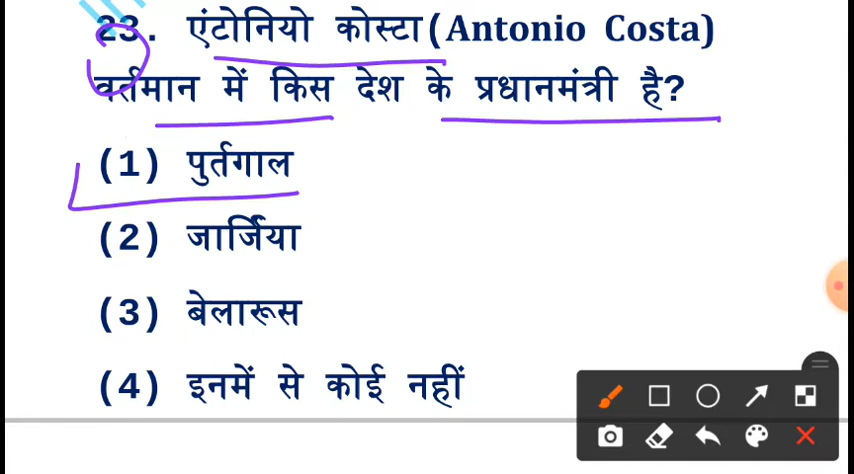 23. एंटोनियो कोस्टा(Antonio Costa)
वर्तमान में किस देश के प्रधानमंत्री है?
(1) पुर्तगाल
(2) जार्जिया
(3) बेलारूस
(4) इनमें से कोई नहीं